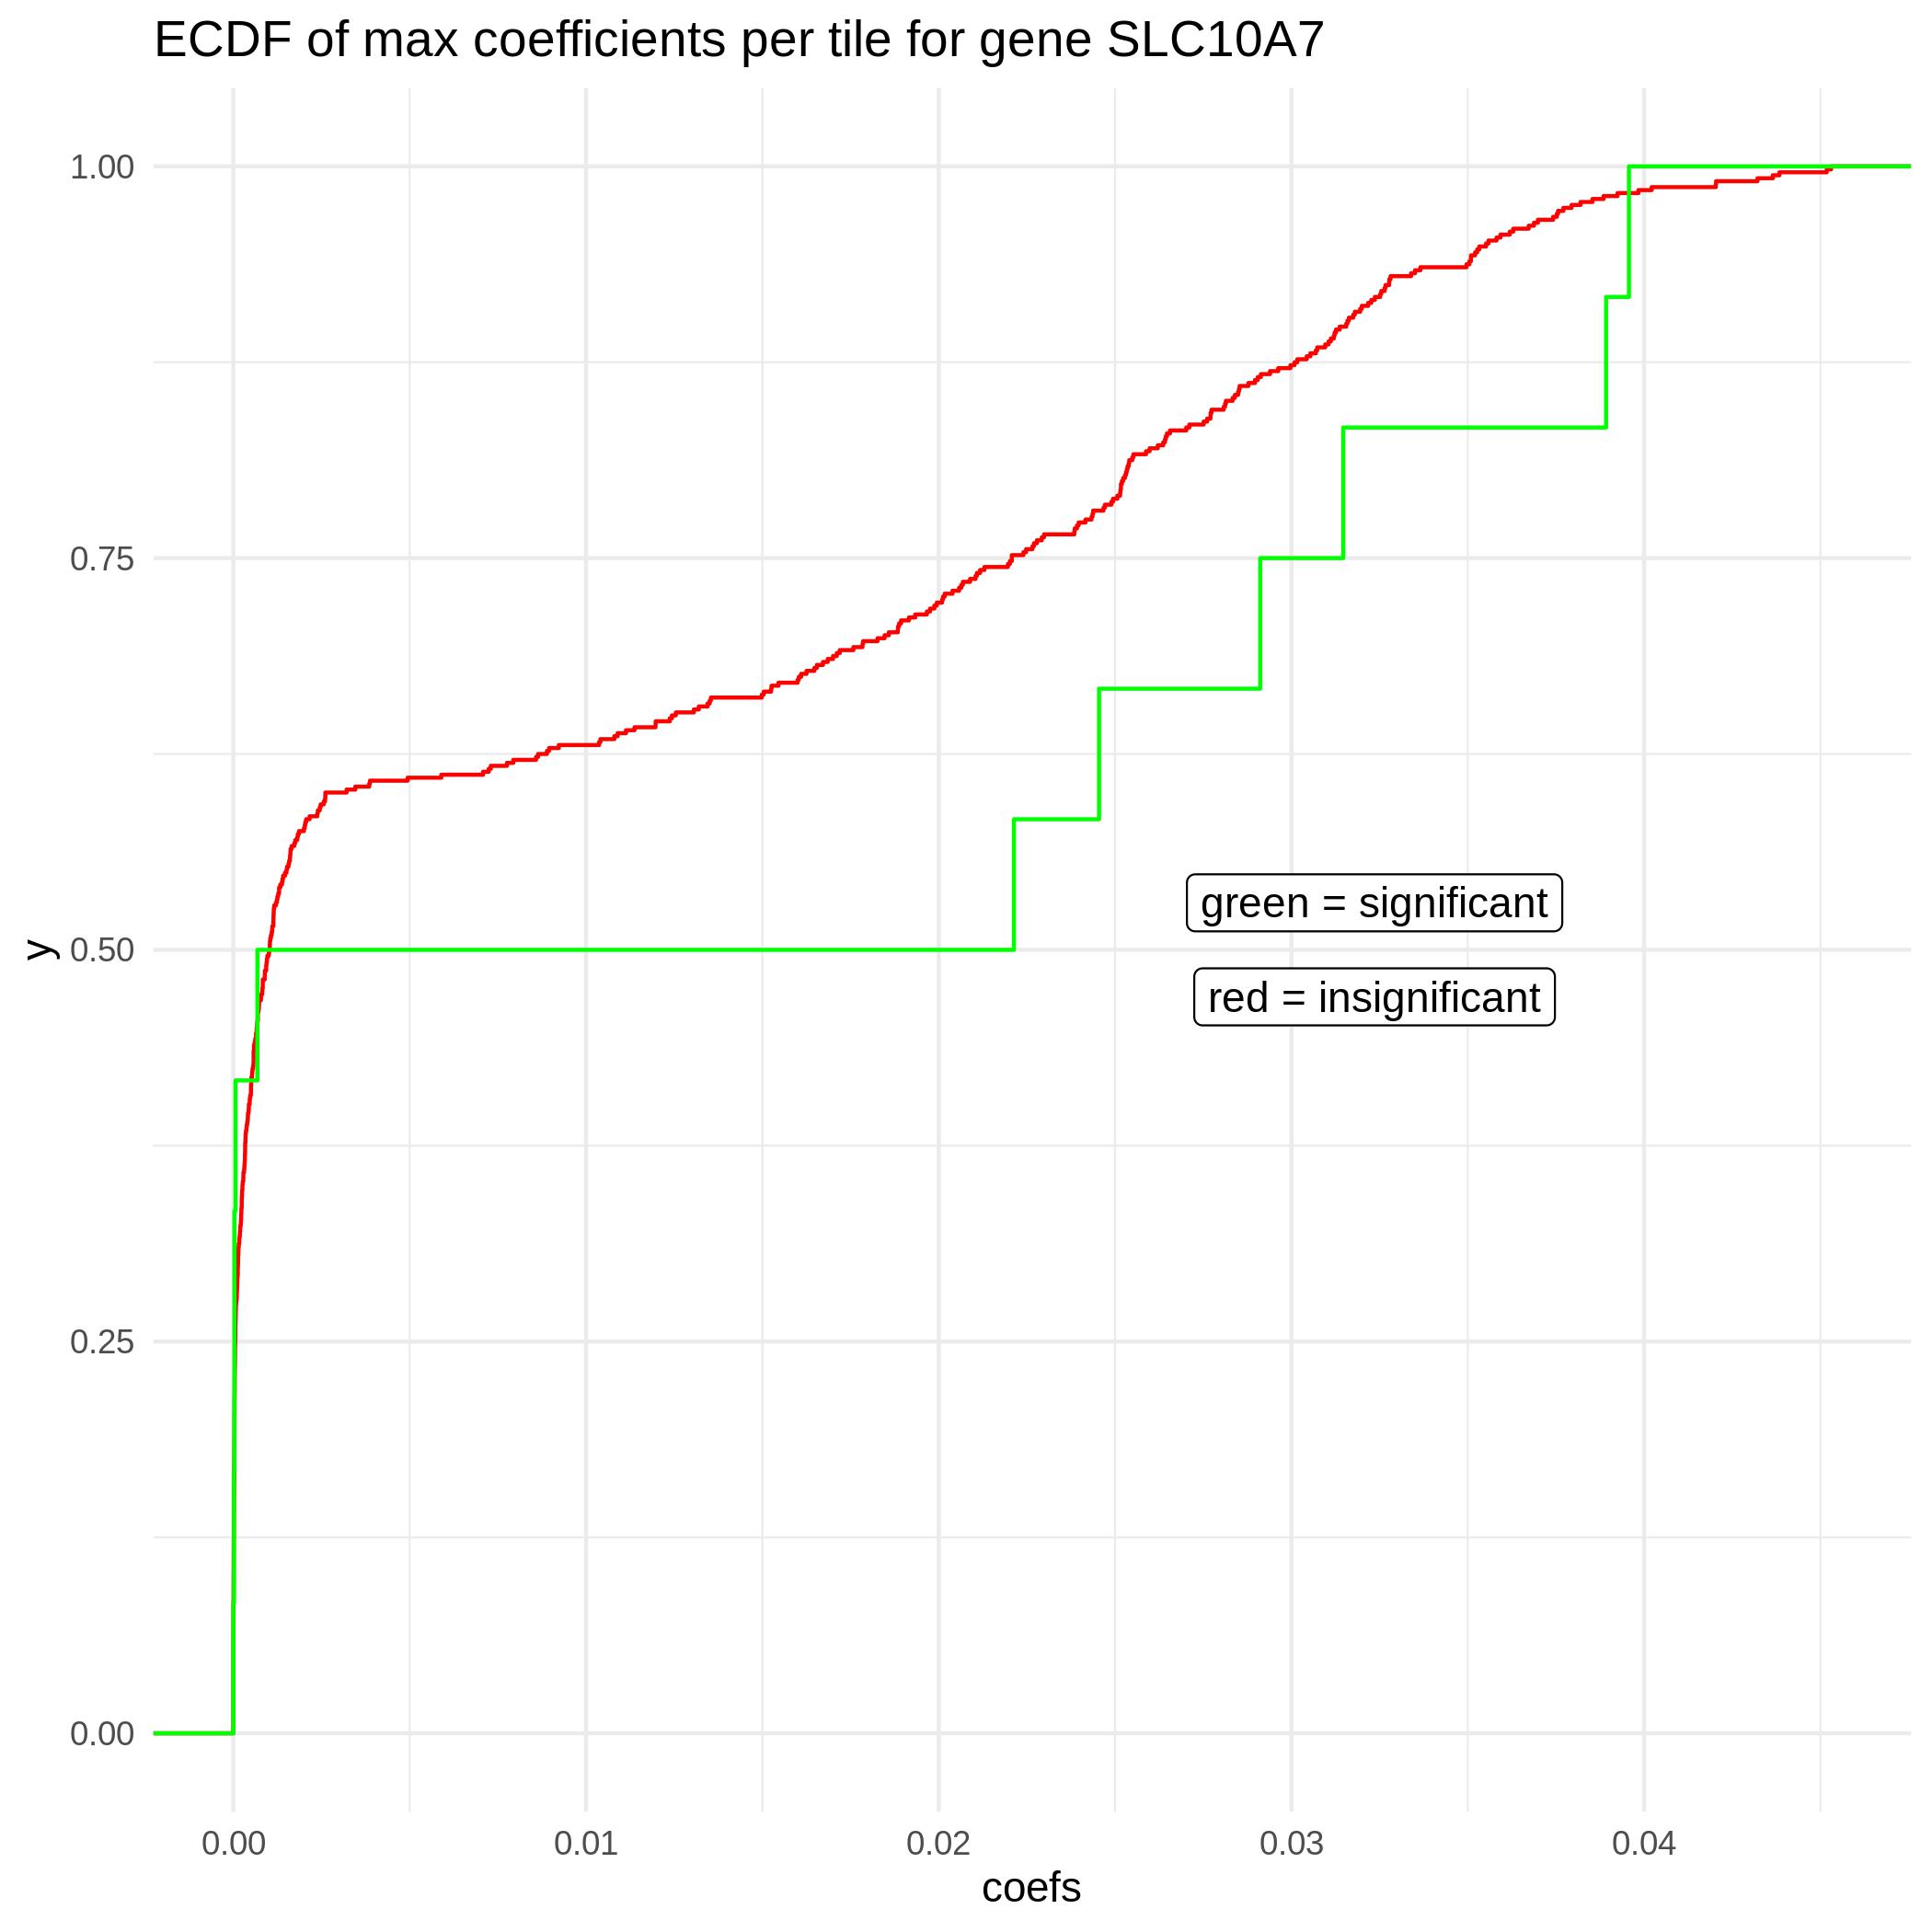 ECDF of max coefficients per tile for gene SLC10A7
1.00
0.75
0.50
0.25
0.00
y
green = significant
red = insignificant
0.00 0.01 0.02 0.03 0.04
coefs